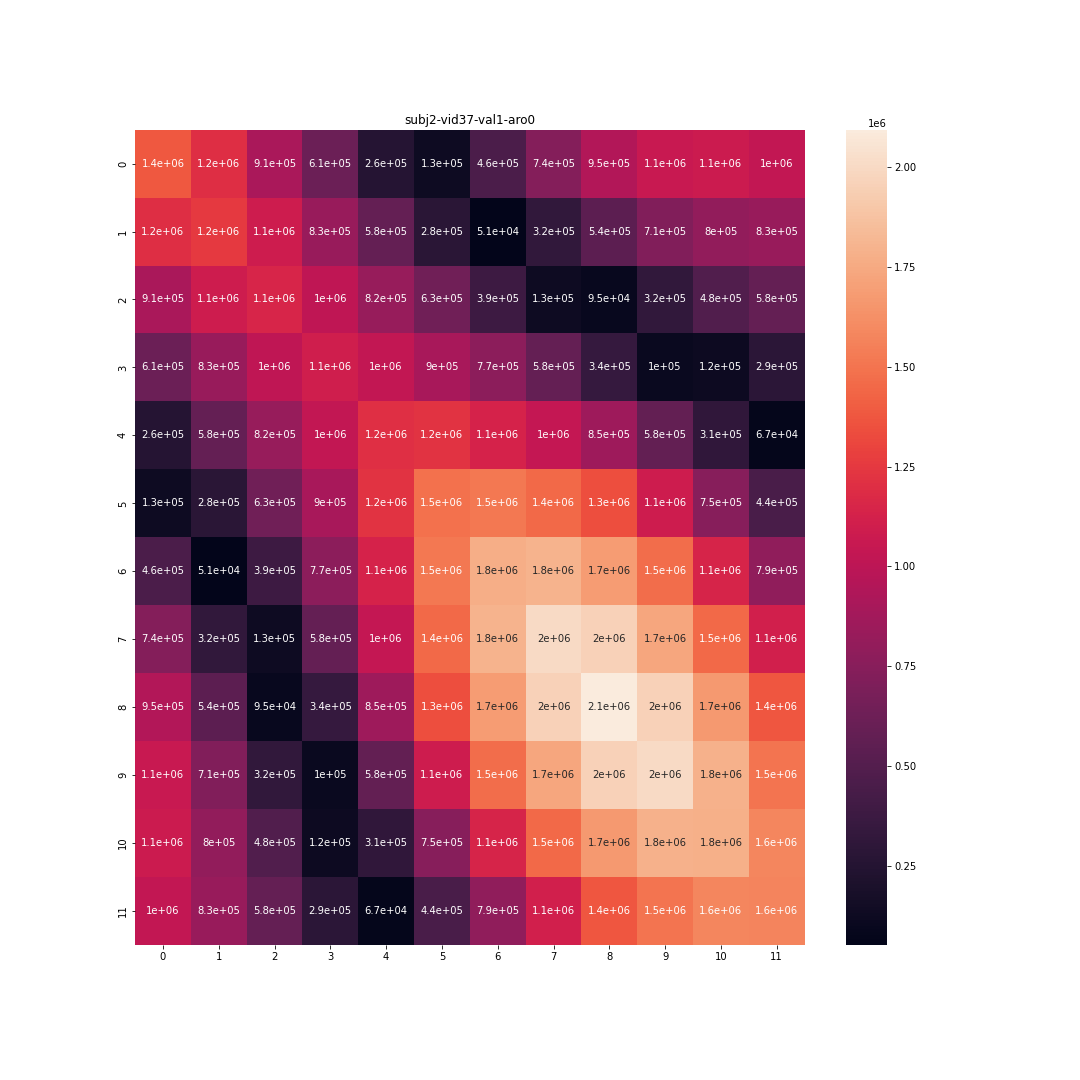 subj2-vid37-val1-aro0
1e6
0 1.4e+06 1.2e+06 9.1e+05 6.1e+05 2.6e+05 1.3e+05 4.6e+05 7.4e+05 9.5e+05 1.1e+06 1.1e+06 1e+06
2.00
1 1.2e+06 1.2e+06 1.1e+06 8.3e+05 5.8e+05 2.8e+05 5.1e+04 3.2e+05 5.4e+05 7.1e+05 8e+05 8.3e+05
1.75
2 9.1e+05 1.1e+06 1.1e+06 1e+06 8.2e+05 6.3e+05 3.9e+05 1.3e+05 9.5e+04 3.2e+05 4.8e+05 5.8e+05
3 6.1e+05 8.3e+05 1e+06 1.1e+06 1e+06 9e+05 7.7e+05 5.8e+05 3.4e+05 1e+05 1.2e+05 2.9e+05
1.50
4 2.6e+05 5.8e+05 8.2e+05 1e+06 1.2e+06 1.2e+06 1.1e+06 1e+06 8.5e+05 5.8e+05 3.1e+05 6.7e+04
1.25
5 1.3e+05 2.8e+05 6.3e+05 9e+05 1.2e+06 1.5e+06 1.5e+06 1.4e+06 1.3e+06 1.1e+06 7.5e+05 4.4e+05
1.00
6 4.6e+05 5.1e+04 3.9e+05 7.7e+05 1.1e+06 1.5e+06 1.8e+06 1.8e+06 1.7e+06 1.5e+06 1.1e+06 7.9e+05
7 7.4e+05 3.2e+05 1.3e+05 5.8e+05 1e+06 1.4e+06 1.8e+06 2e+06 2e+06 1.7e+06 1.5e+06 1.1e+06
0.75
8 9.5e+05 5.4e+05 9.5e+04 3.4e+05 8.5e+05 1.3e+06 1.7e+06 2e+06 2.1e+06 2e+06 1.7e+06 1.4e+06
0.50
9 1.1e+06 7.1e+05 3.2e+05 1e+05 5.8e+05 1.1e+06 1.5e+06 1.7e+06 2e+06 2e+06 1.8e+06 1.5e+06
10 1.1e+06 8e+05 4.8e+05 1.2e+05 3.1e+05 7.5e+05 1.1e+06 1.5e+06 1.7e+06 1.8e+06 1.8e+06 1.6e+06
0.25
11 1e+06 8.3e+05 5.8e+05 2.9e+05 6.7e+04 4.4e+05 7.9e+05 1.1e+06 1.4e+06 1.5e+06 1.6e+06 1.6e+06
0 1 2 3 4 5 6 7 8 9 10 11